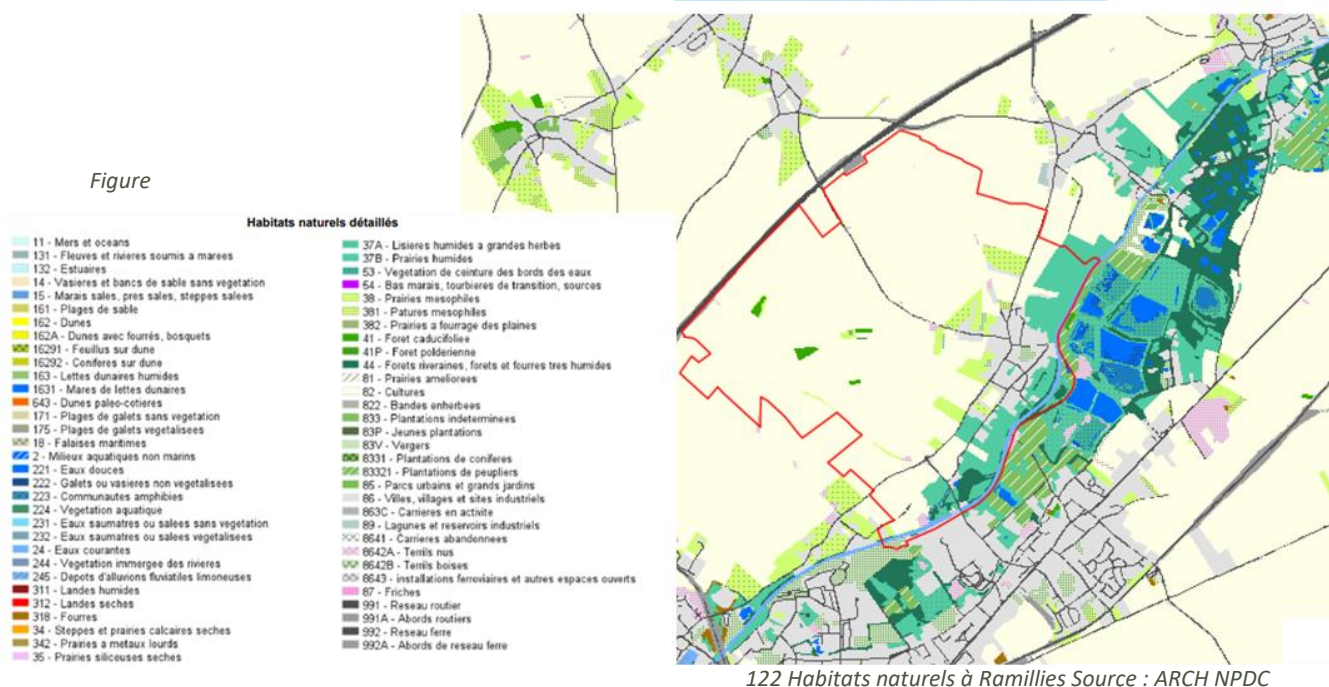 Figure
Habitats naturels détaillés
11 - Mers et oceans
131 - Fleuves et rivieres soumis a marees
132 - Estuaires
14 - Vasieres et bancs de sable sans vegetation
15 - Marais sales, pres sales, steppes salees
161 - Plages de sable
162 - Dunes
162A - Dunes avec fourrés, bosquets
16291 - Feuillus sur dune
16292 - Coniferes sur dune
163 - Lettes dunaires humides
1631 - Mares de lettes dunaires
643 - Dunes paleo-cotieres
171 - Plages de galets sans vegetation
175 - Plages de galets vegetalisees
18 - Falaises maritimes
2 - Milieux aquatiques non marins
221 - Eaux douces
222 - Galets ou vasieres non vegetalisees
223 - Communautes amphibies
224 - Vegetation aquatique
231 - Eaux saumatres ou salees sans vegetation
232 - Eaux saumatres ou salees vegetalisees
24 - Eaux courantes
244 - Vegetation immergee des rivieres
245 - Depots d'alluvions fluviatiles limoneuses
311 - Landes humides
312 - Landes seches
318 - Fourres
34 - Steppes et prairies calcaires seches
342 - Prairies a metaux lourds
35 - Prairies siliceuses seches
37A - Lisieres humides a grandes herbes
37B - Prairies humides
53 - Vegetation de ceinture des bords des eaux
54 - Bas marais, tourbieres de transition, sources
38 - Prairies mesophiles
381 - Patures mesophiles
382 - Prairies a fourrage des plaines
41 - Foret caducifoliee
41P - Foret polderienne
44 - Forets riveraines, forets et fourres tres humides
81 - Prairies ameliorees
82 - Cultures
822 - Bandes enherbees
833 - Plantations indeterminees
83P - Jeunes plantations
83V - Vergers
8331 - Plantations de coniferes
83321 - Plantations de peupliers
85 - Parcs urbains et grands jardins
86 - Villes, villages et sites industriels
863C - Carrieres en activite
89 - Lagunes et reservoirs industriels
8641 - Carrieres abandonnees
8642A - Terrils nus
8642B - Terrils boises
8643 - installations ferroviaires et autres espaces ouverts
87 - Friches
991 - Reseau routier
991A - Abords routiers
992 - Reseau ferre
992A - Abords de reseau ferre
122 Habitats naturels à Ramillies Source : ARCH NPDC